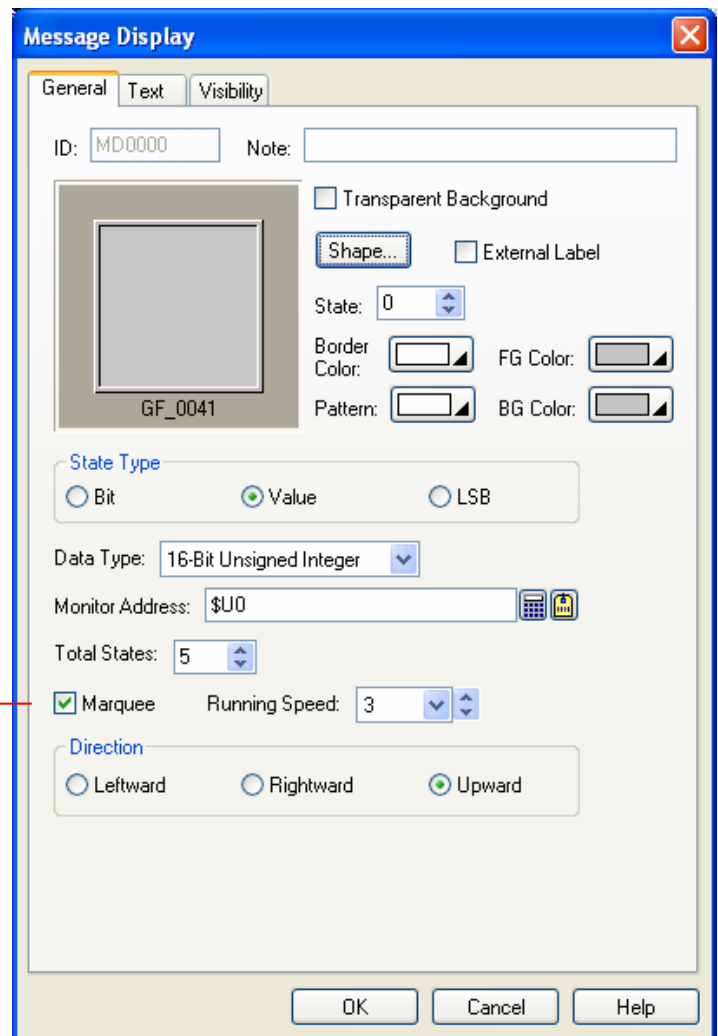 Message Display
General Text Visibility
ID: MD0000 Note:
Transparent Background
Shape... External Label
State: 0
Border Color: FG Color:
Pattern: BG Color:
GF_0041
State Type
Bit Value LSB
Data Type: 16-Bit Unsigned Integer
Monitor Address: $U0
Total States: 5
Marquee Running Speed: 3
Direction
Leftward Rightward Upward
OK Cancel Help